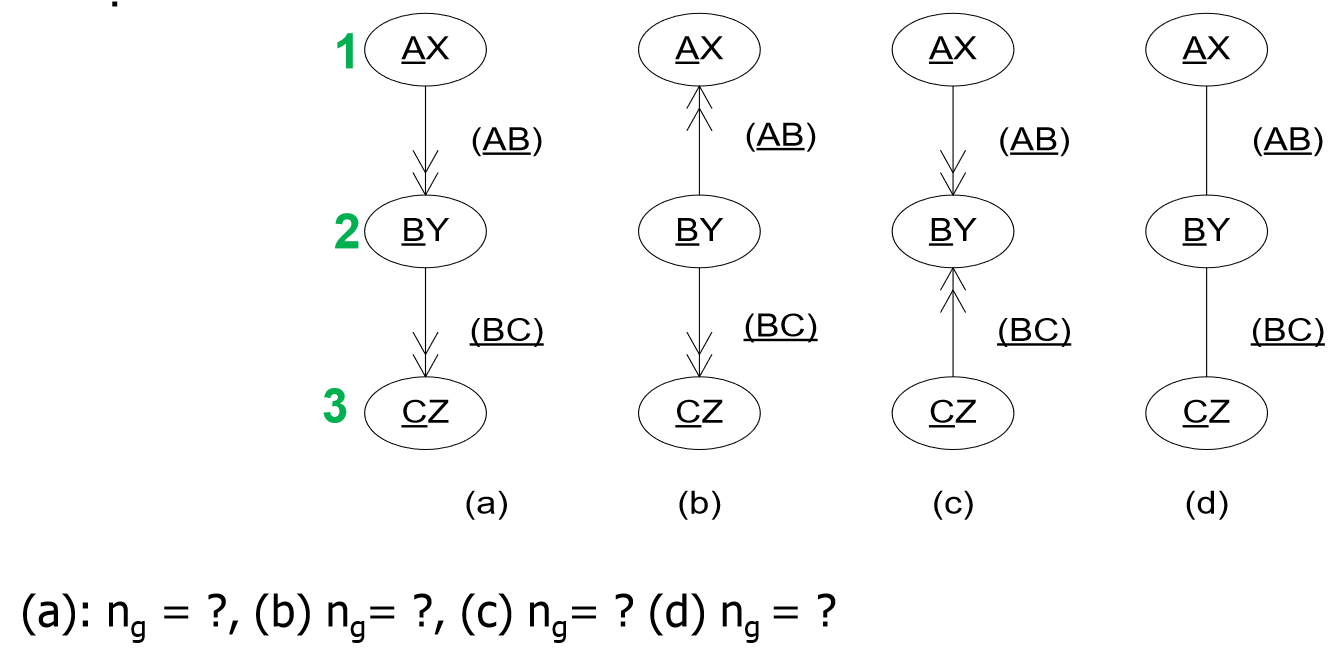 .
1 AX AX AX AX
(AB) (AB) (AB) (AB)
2 BY BY BY BY
(BC) (BC) (BC) (BC)
3 CZ CZ CZ CZ
(a) (b) (c) (d)
(a): ng = ?, (b) ng= ?, (c) ng= ? (d) ng = ?